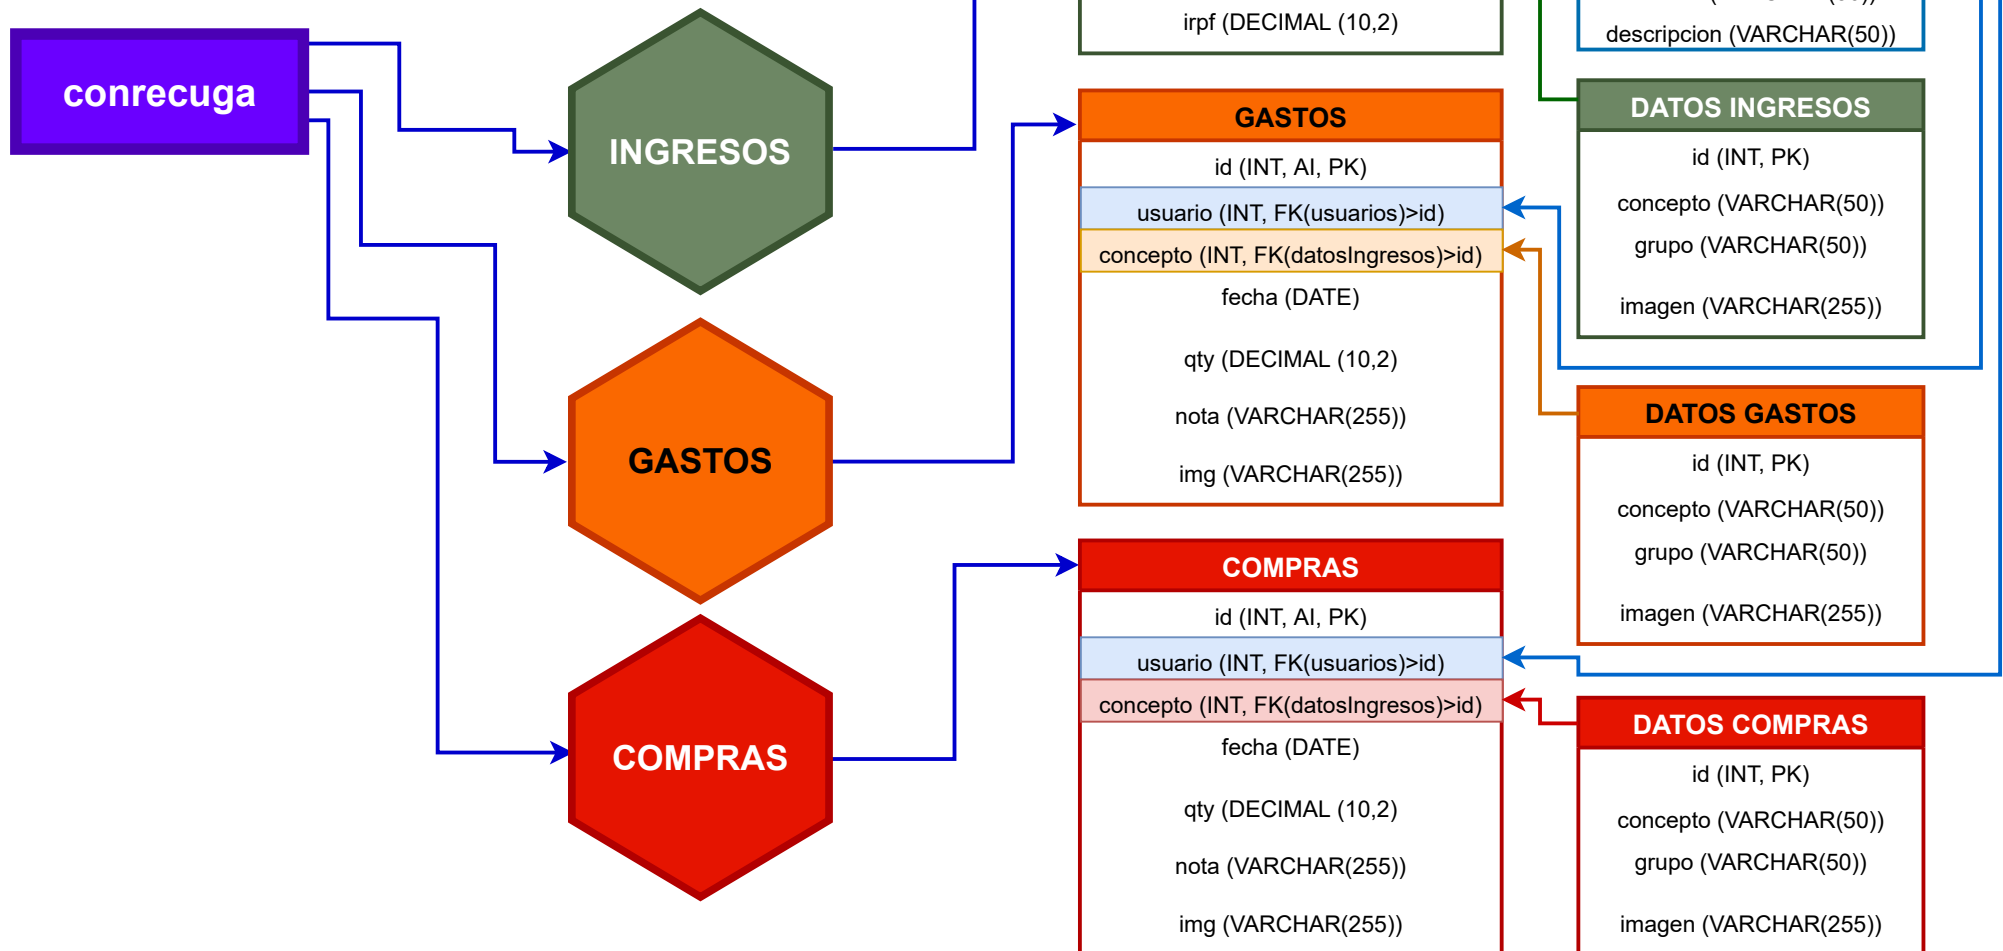 conrecuga
INGRESOS
GASTOS
COMPRAS
irpf (DECIMAL (10,2)
GASTOS
id (INT, AI, PK)
usuario (INT, FK(usuarios)>id)
concepto (INT, FK(datosIngresos)>id)
fecha (DATE)
qty (DECIMAL (10,2)
nota (VARCHAR(255))
img (VARCHAR(255))
COMPRAS
id (INT, AI, PK)
usuario (INT, FK(usuarios)>id)
concepto (INT, FK(datosIngresos)>id)
fecha (DATE)
qty (DECIMAL (10,2)
nota (VARCHAR(255))
img (VARCHAR(255))
descripcion (VARCHAR(50))
DATOS INGRESOS
id (INT, PK)
concepto (VARCHAR(50))
grupo (VARCHAR(50))
imagen (VARCHAR(255))
DATOS GASTOS
id (INT, PK)
concepto (VARCHAR(50))
grupo (VARCHAR(50))
imagen (VARCHAR(255))
DATOS COMPRAS
id (INT, PK)
concepto (VARCHAR(50))
grupo (VARCHAR(50))
imagen (VARCHAR(255))